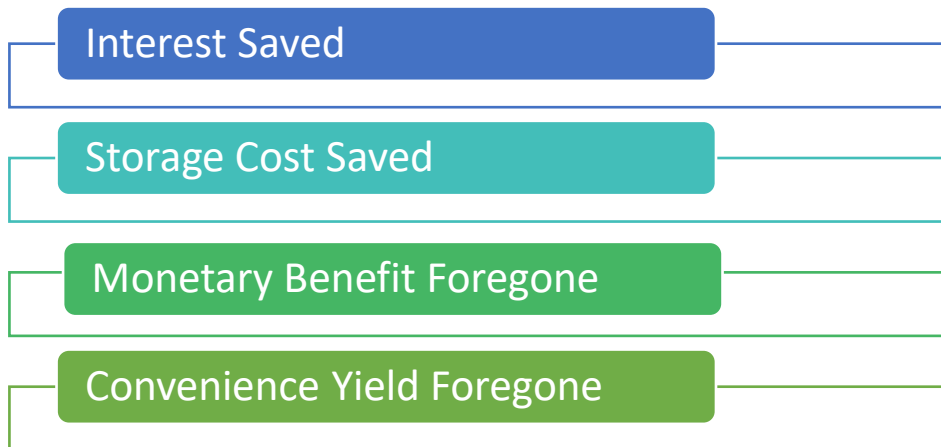 Interest Saved
Storage Cost Saved
Monetary Benefit Foregone
Convenience Yield Foregone